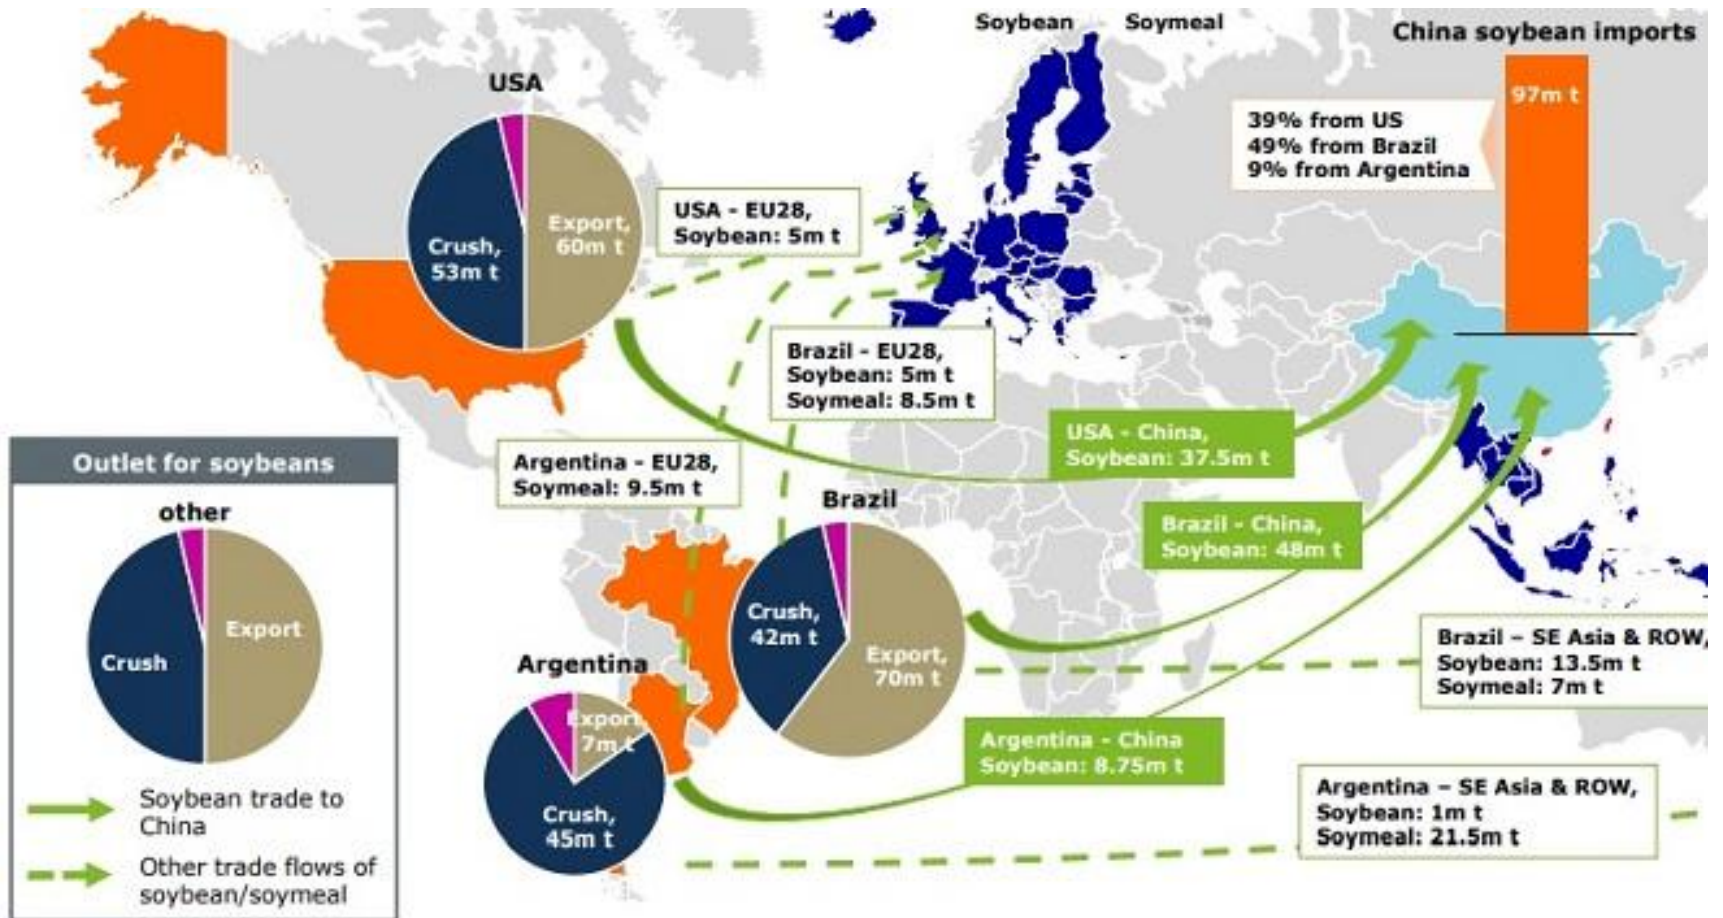 Soybean Soymeal
China soybean imports
97m t
39% from US
49% from Brazil
9% from Argentina
USA
Export,
60m t
Crush,
53m t
USA - EU28,
Soybean: 5m t
Brazil - EU28,
Soybean: 5m t
Soymeal: 8.5m t
USA - China,
Soybean: 37.5m t
Argentina - EU28,
Soymeal: 9.5m t
Brazil
Crush,
42m t
Export,
70m t
Brazil - China,
Soybean: 48m t
Brazil – SE Asia & ROW,
Soybean: 13.5m t
Soymeal: 7m t
Argentina
Export,
7m t
Crush,
45m t
Argentina - China
Soybean: 8.75m t
Argentina – SE Asia & ROW,
Soybean: 1m t
Soymeal: 21.5m t
Outlet for soybeans
other
Export
Crush
Soybean trade to
China
Other trade flows of
soybean/soymeal